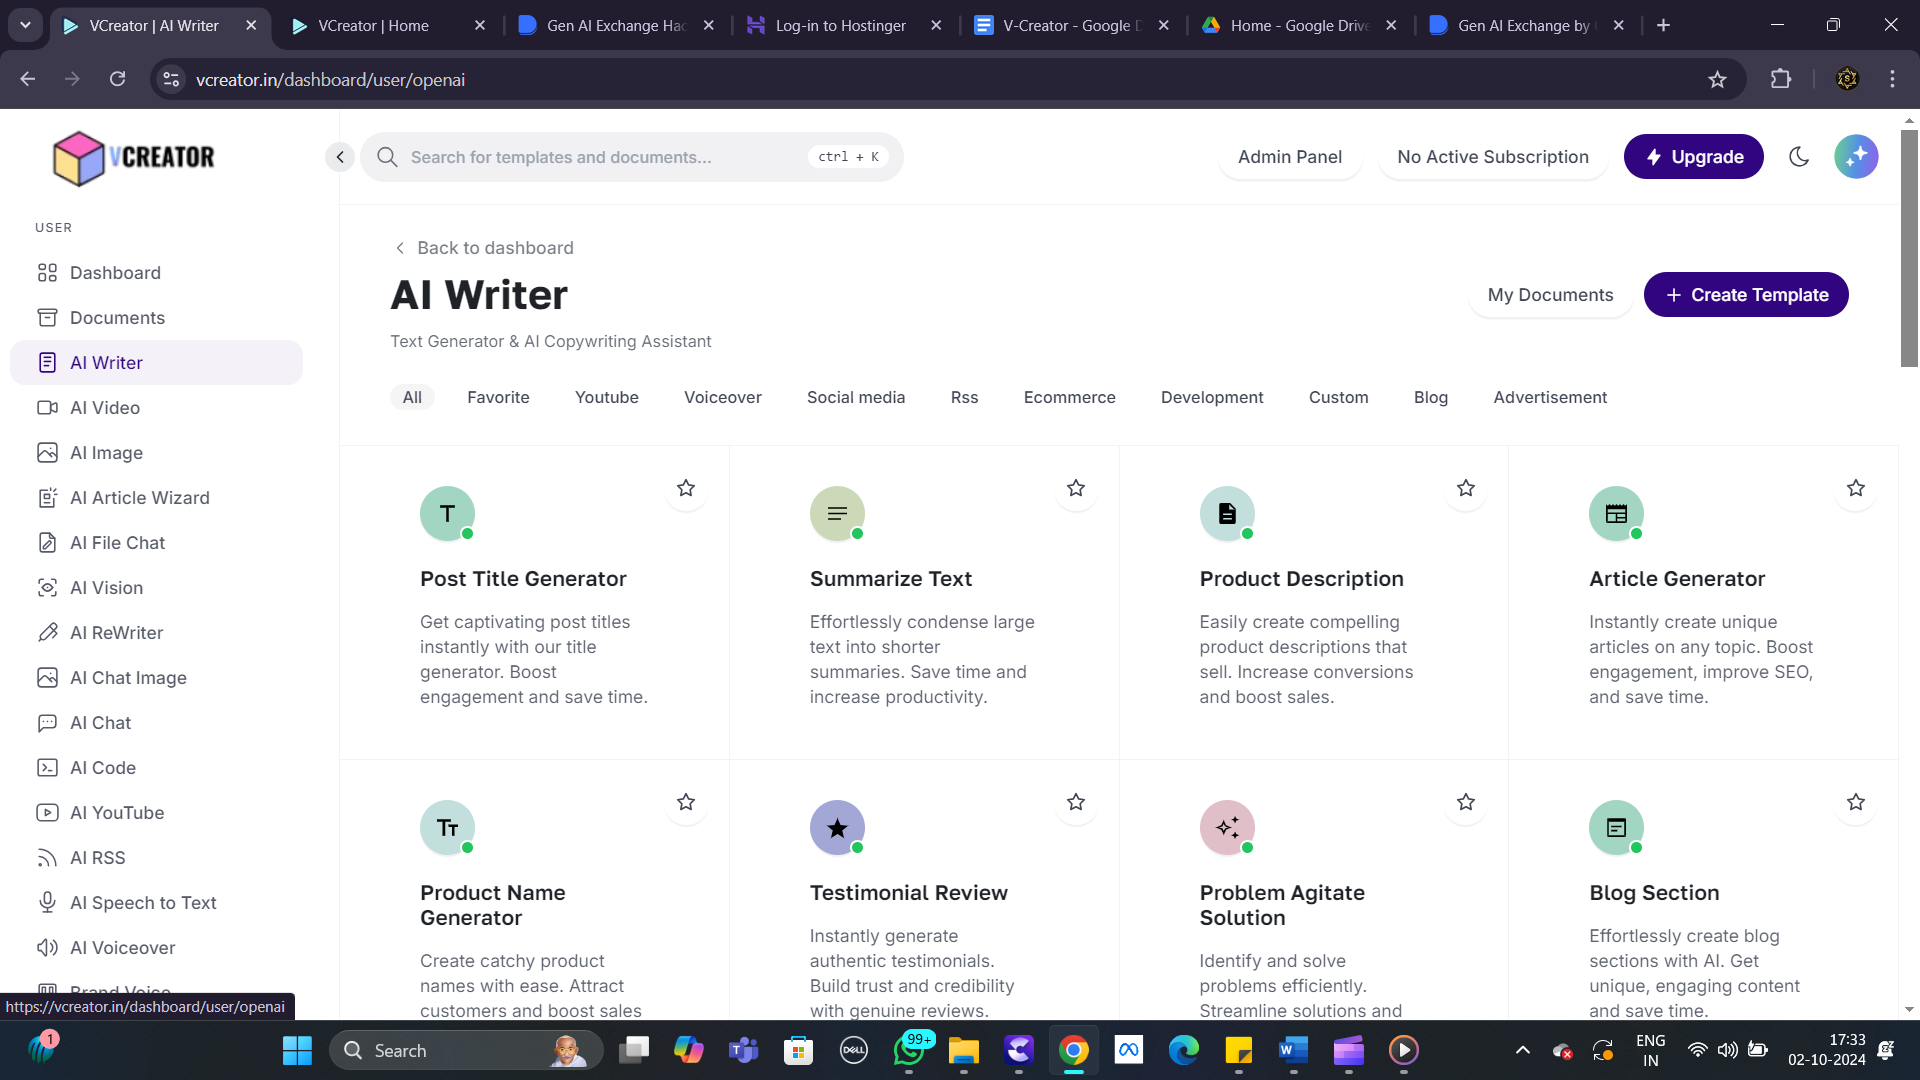 VCreator | AI Writer
VCreator | Home
Gen AI Exchange Hac
Log-in to Hostinger
V-Creator - Google D
Home - Google Drive
Gen AI Exchange by
vcreator.in/dashboard/user/openai
VCREATOR
Search for templates and documents...
ctrl + K
Admin Panel
No Active Subscription
Upgrade
USER
Dashboard
Documents
AI Writer
AI Video
AI Image
AI Article Wizard
AI File Chat
AI Vision
AI ReWriter
AI Chat Image
AI Chat
AI Code
AI YouTube
AI RSS
AI Speech to Text
AI Voiceover
Brand Voice
https://vcreator.in/dashboard/user/openai
Back to dashboard
AI Writer
Text Generator & AI Copywriting Assistant
My Documents
+ Create Template
All
Favorite
Youtube
Voiceover
Social media
Rss
Ecommerce
Development
Custom
Blog
Advertisement
T
Post Title Generator
Get captivating post titles
instantly with our title
generator. Boost
engagement and save time.
Summarize Text
Effortlessly condense large
text into shorter
summaries. Save time and
increase productivity.
Product Description
Easily create compelling
product descriptions that
sell. Increase conversions
and boost sales.
Article Generator
Instantly create unique
articles on any topic. Boost
engagement, improve SEO,
and save time.
TT
Product Name
Generator
Create catchy product
names with ease. Attract
customers and boost sales
Testimonial Review
Instantly generate
authentic testimonials.
Build trust and credibility
with genuine reviews.
Problem Agitate
Solution
Identify and solve
problems efficiently.
Streamline solutions and
Blog Section
Effortlessly create blog
sections with AI. Get
unique, engaging content
and save time.
1
Search
DELL
99+
ENG
IN
17:33
02-10-2024